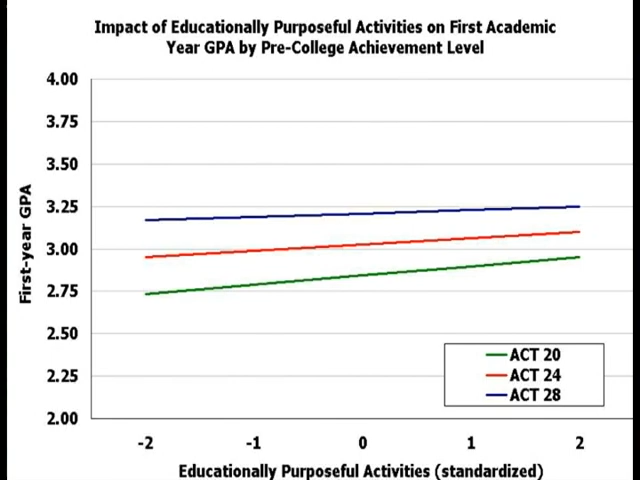 Impact of Educationally Purposeful Activities on First Academic
Year GPA by Pre-College Achievement Level
4.00
3.75
3.50
3.25
3.00
2.75
2.50
2.25
2.00
First-year GPA
ACT 20
ACT 24
ACT 28
-2
-1
0
1
2
Educationally Purposeful Activities (standardized)